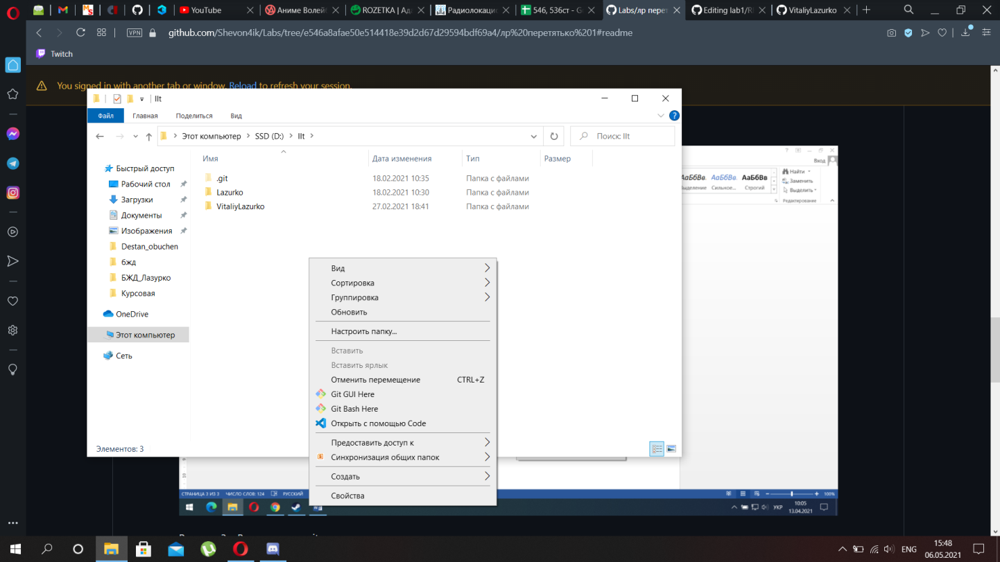 YouTube
Аниме Волейб
ROZETKA | Ад
Радиолокаци
546, 536ст - G
Labs/лр перет
Editing lab1/RI
VitaliyLazurko
VPN
github.com/Shevon4ik/Labs/tree/e546a8afae50e514418e39d2d67d29594bdf69a4/лр%20перетятько%201#readme
Twitch
You signed in with another tab or window. Reload to refresh your session.
IIt
Файл
Главная
Поделиться
Вид
Этот компьютер
SSD (D:)
IIt
Поиск: IIt
Имя
Дата изменения
Тип
Размер
.git
18.02.2021 10:35
Папка с файлами
Lazurko
18.02.2021 10:30
Папка с файлами
VitaliyLazurko
27.02.2021 18:41
Папка с файлами
Быстрый доступ
Рабочий стол
Загрузки
Документы
Изображения
Destan_obuchen
бжд
БЖД_Лазурко
Курсовая
OneDrive
Этот компьютер
Сеть
Элементов: 3
Вид
Сортировка
Группировка
Обновить
Настроить папку...
Вставить
Вставить ярлык
Отменить перемещение
CTRL+Z
Git GUI Here
Git Bash Here
Открыть с помощью Code
Предоставить доступ к
Синхронизация общих папок
Создать
Свойства
Вход
АаБбВв
АаБбВв.
АаБбВв
Выделение
Сильное...
Строгий
Найти
Заменить
Выделить
Редактирование
СТРАНИЦА 3 ИЗ 3
ЧИСЛО СЛОВ: 124
РУССКИЙ
100%
УКР
10:05
13.04.2021
ENG
15:48
06.05.2021